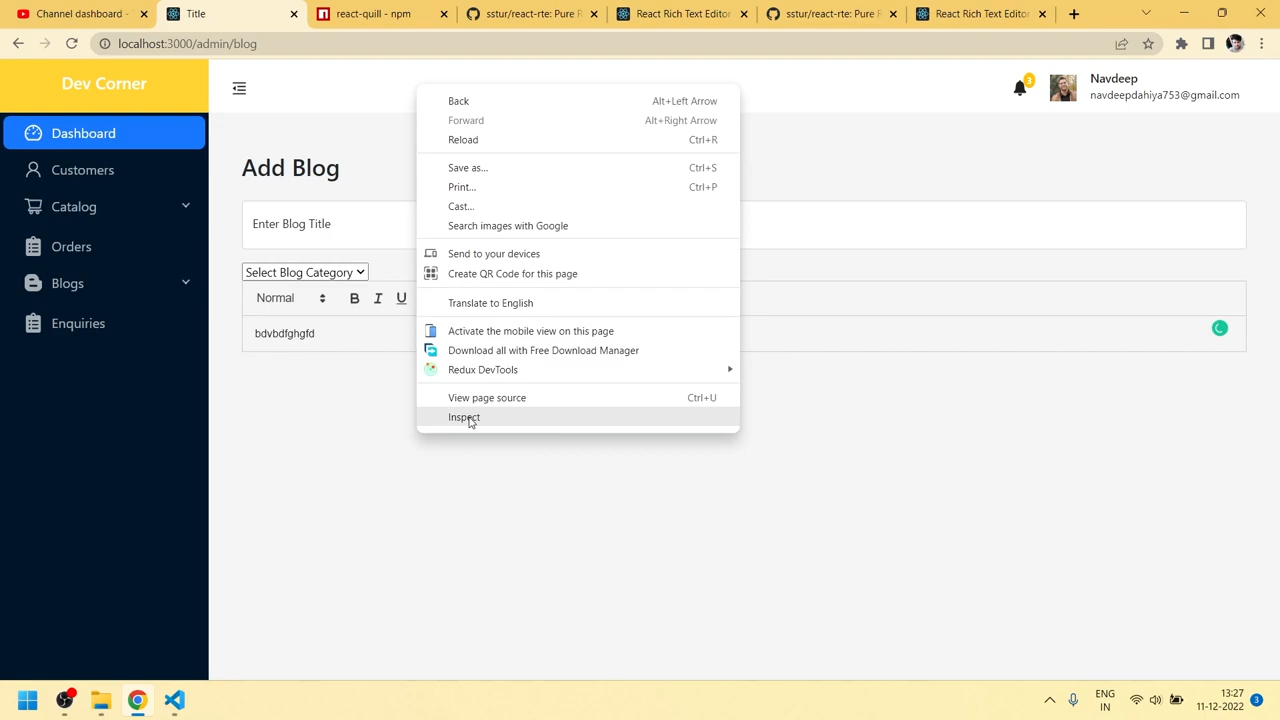 Channel dashboard -
Title
react-quill - npm
sstur/react-rte: Pure R
React Rich Text Editor
sstur/react-rte: Pure R
React Rich Text Editor
localhost:3000/admin/blog
Dev Corner
3
Navdeep
navdeepdahiya753@gmail.com
Dashboard
Customers
Catalog
Orders
Blogs
Enquiries
Add Blog
Enter Blog Title
Select Blog Category
Normal
B I U
bdvbdfghgfd
Back Alt+Left Arrow
Forward Alt+Right Arrow
Reload Ctrl+R
Save as... Ctrl+S
Print... Ctrl+P
Cast...
Search images with Google
Send to your devices
Create QR Code for this page
Translate to English
Activate the mobile view on this page
Download all with Free Download Manager
Redux DevTools
View page source Ctrl+U
Inspect
ENG
IN
13:27
11-12-2022
3